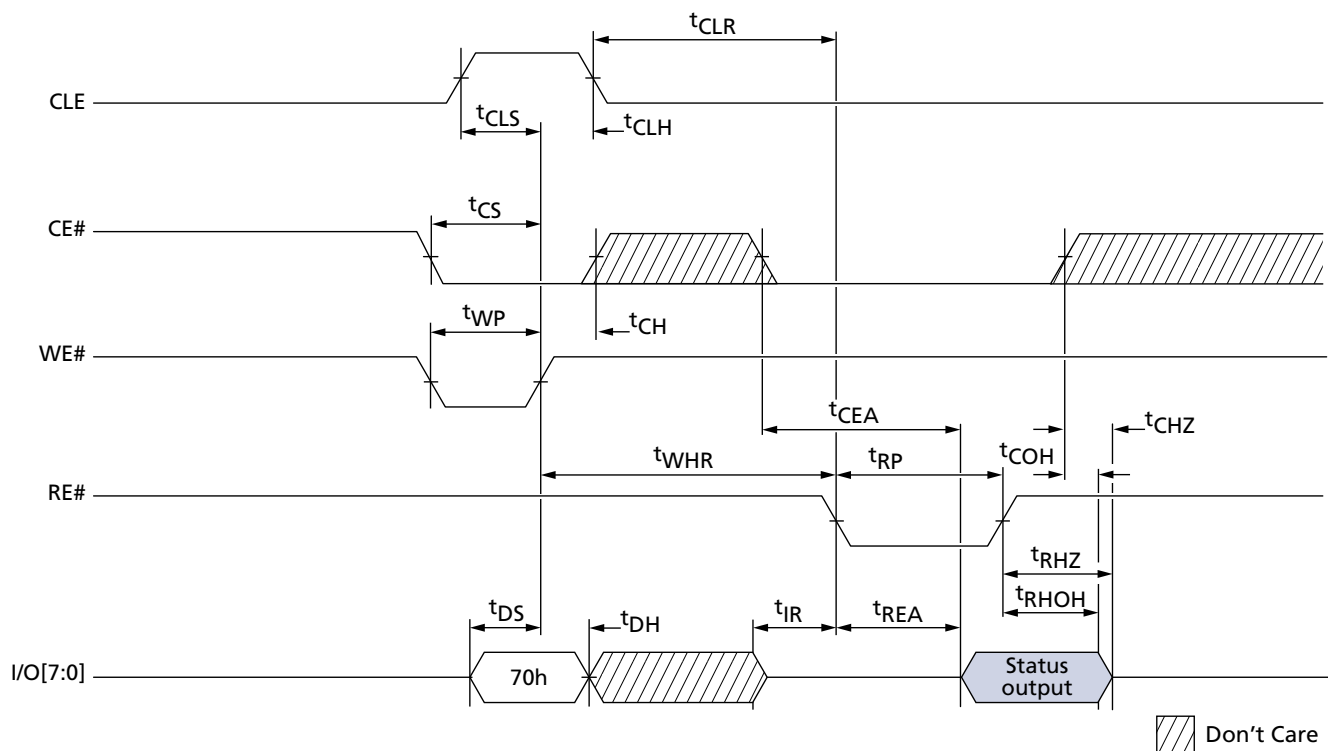 tCLR
CLE
tCLS
tCLH
tCS
CE#
tWP
tCH
WE#
tCEA
tCHZ
tWHR
tRP
tCOH
RE#
tRHZ
tRHOH
tDS
tDH
tIR
tREA
I/O[7:0]
70h
Status
output
Don't Care